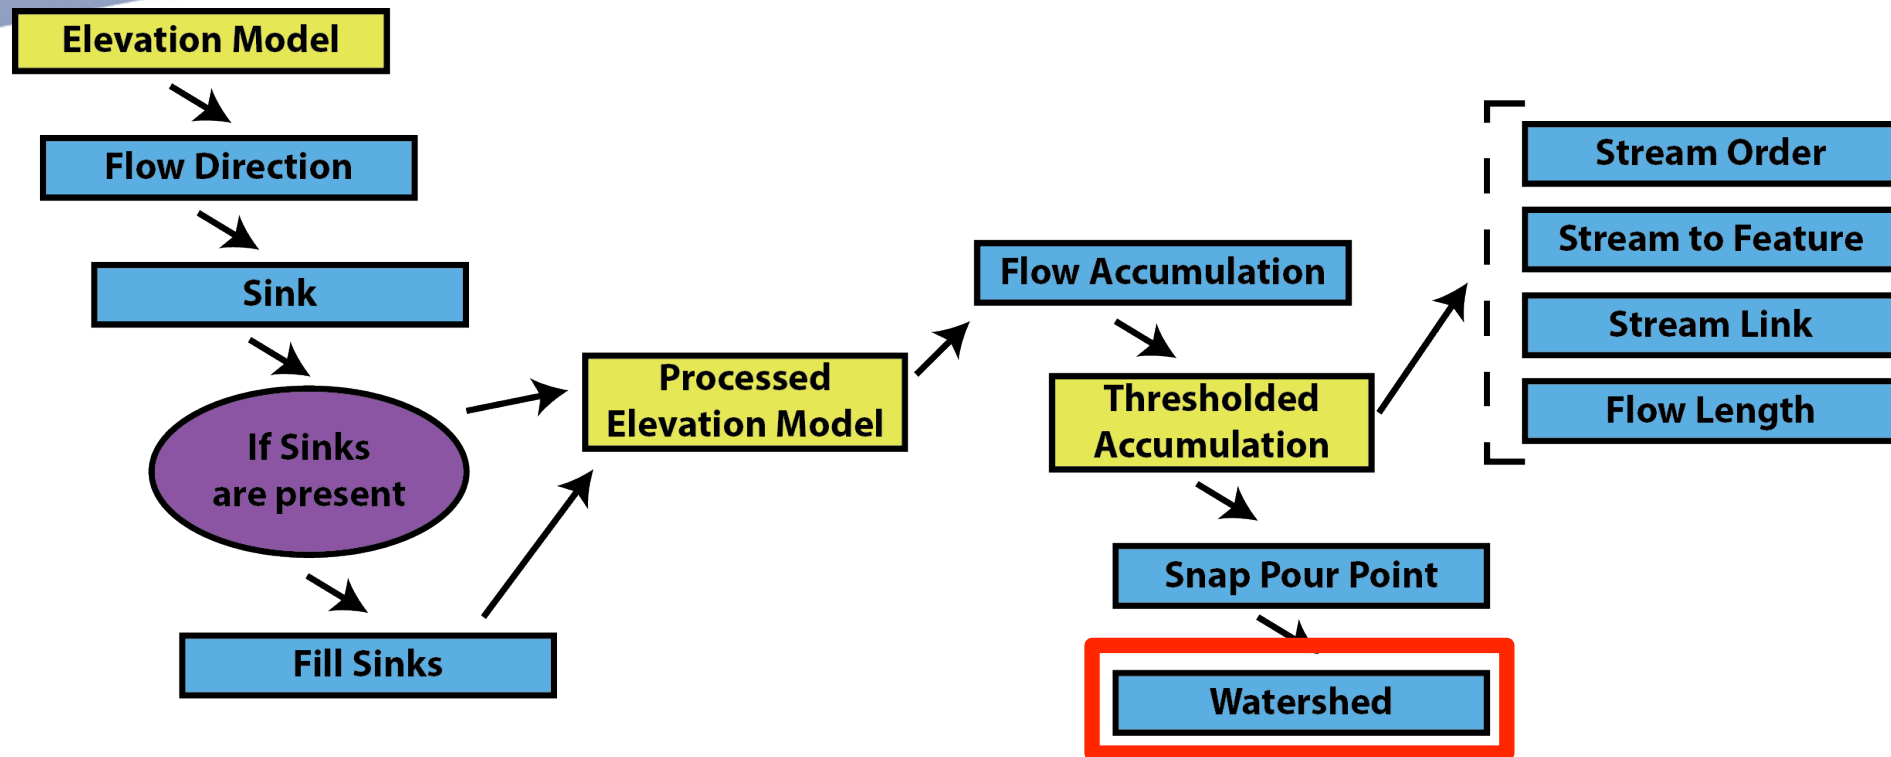 Elevation Model
Flow Direction
Sink
If Sinks
are present
Fill Sinks
Processed
Elevation Model
Flow Accumulation
Thresholded
Accumulation
Snap Pour Point
Watershed
Stream Order
Stream to Feature
Stream Link
Flow Length